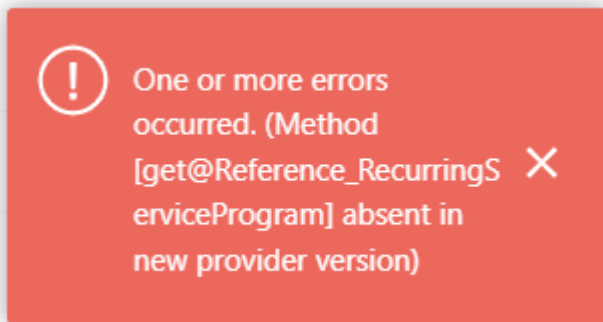 One or more errors
occurred. (Method
[get@Reference_RecurringS
erviceProgram] absent in
new provider version)